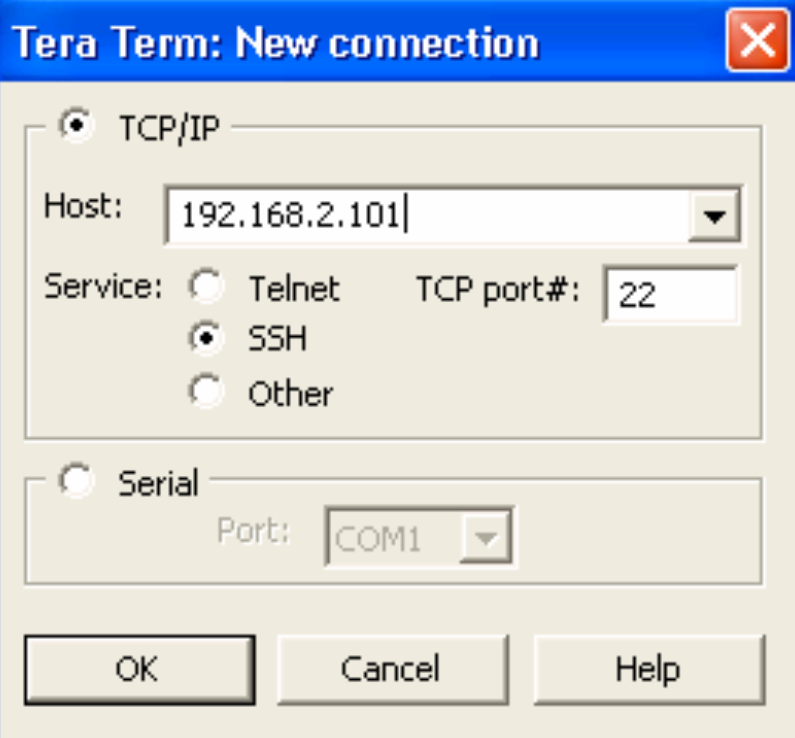 Tera Term: New connection
TCP/IP
Host: 192.168.2.101
Service: Telnet TCP port#: 22
SSH
Other
Serial
Port: COM1
OK Cancel Help